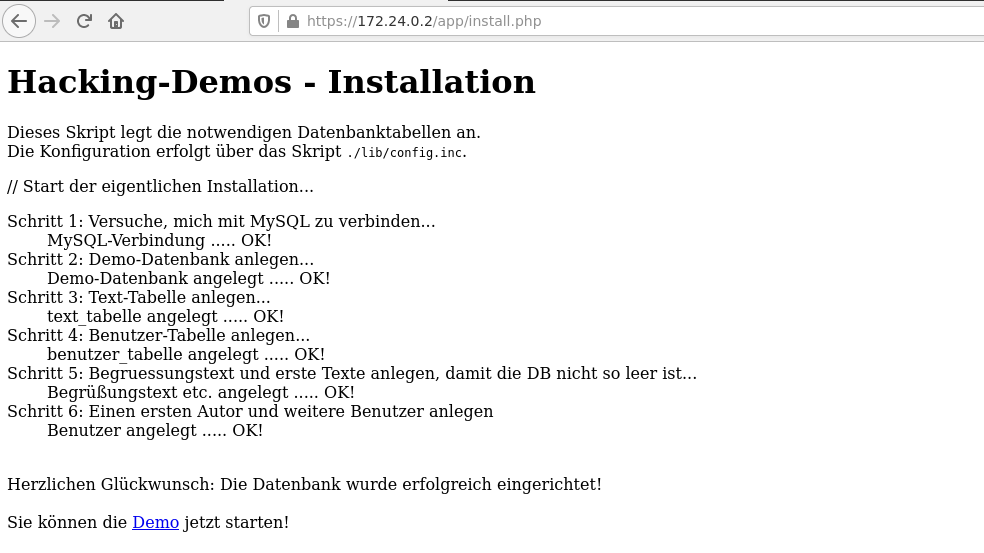 https://172.24.0.2/app/install.php
Hacking-Demos - Installation
Dieses Skript legt die notwendigen Datenbanktabellen an.
Die Konfiguration erfolgt über das Skript ./lib/config.inc.
// Start der eigentlichen Installation...
Schritt 1: Versuche, mich mit MySQL zu verbinden...
MySQL-Verbindung ..... OK!
Schritt 2: Demo-Datenbank anlegen...
Demo-Datenbank angelegt ..... OK!
Schritt 3: Text-Tabelle anlegen...
text_tabelle angelegt ..... OK!
Schritt 4: Benutzer-Tabelle anlegen...
benutzer_tabelle angelegt ..... OK!
Schritt 5: Begruessungstext und erste Texte anlegen, damit die DB nicht so leer ist...
Begrüßungstext etc. angelegt ..... OK!
Schritt 6: Einen ersten Autor und weitere Benutzer anlegen
Benutzer angelegt ..... OK!
Herzlichen Glückwunsch: Die Datenbank wurde erfolgreich eingerichtet!
Sie können die Demo jetzt starten!